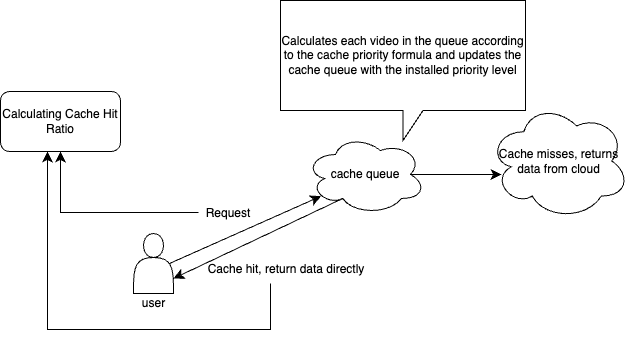 Calculates each video in the queue according
to the cache priority formula and updates the
cache queue with the installed priority level
Calculating Cache Hit
Ratio
Cache misses, returns
data from cloud
cache queue
Request
Cache hit, return data directly
user